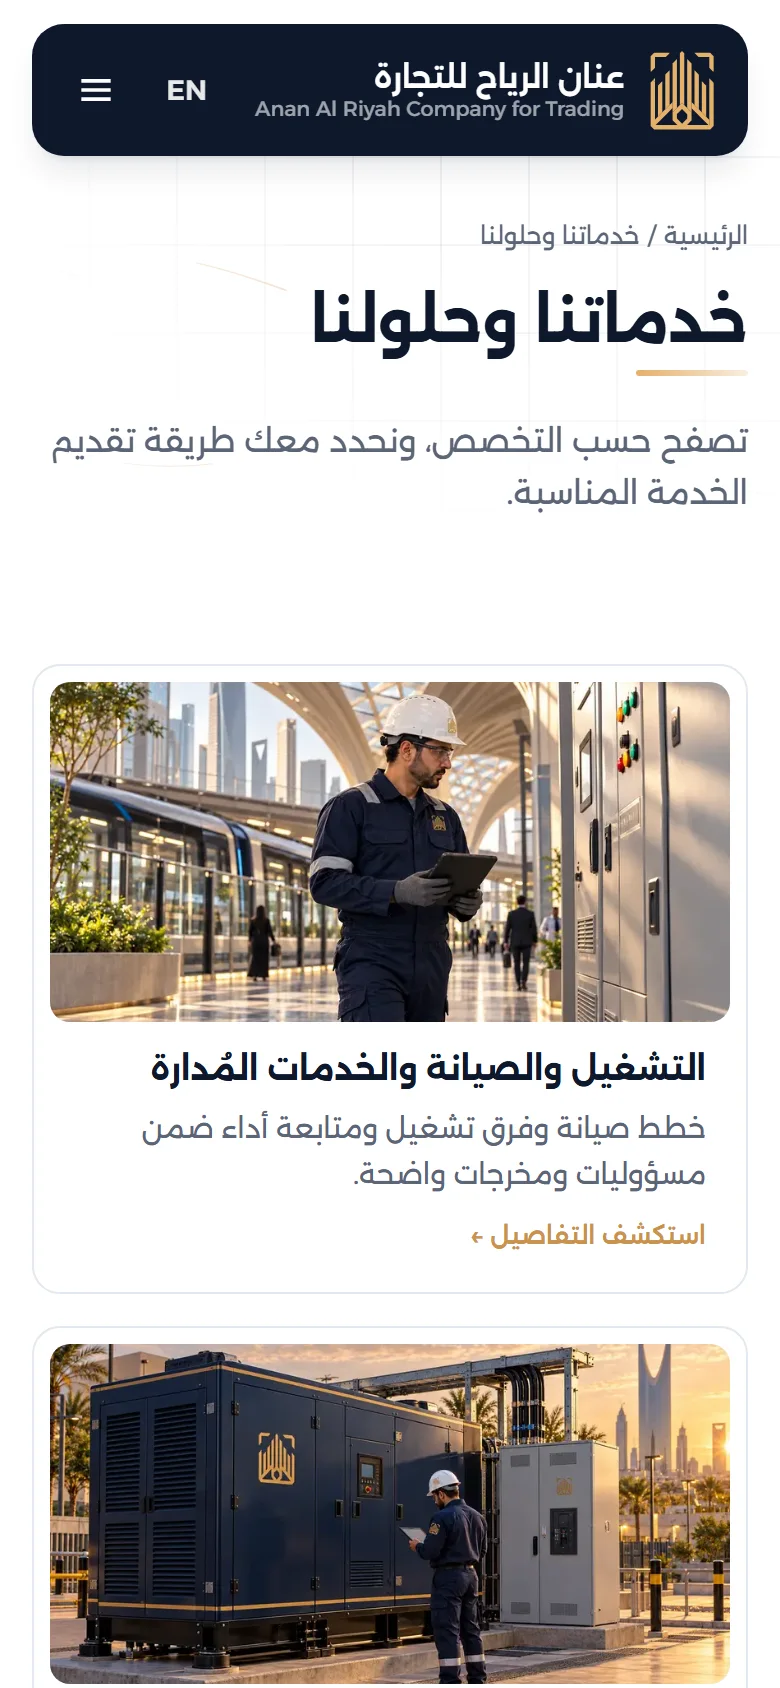 عنان الرياح للتجارة
Anan Al Riyah Company for Trading
EN
الرئيسية / خدماتنا وحلولنا
خدماتنا وحلولنا
تصفح حسب التخصص، ونحدد معك طريقة تقديم
الخدمة المناسبة.
التشغيل والصيانة والخدمات المُدارة
خطط صيانة وفرق تشغيل ومتابعة أداء ضمن
مسؤوليات ومخرجات واضحة.
استكشف التفاصيل ←